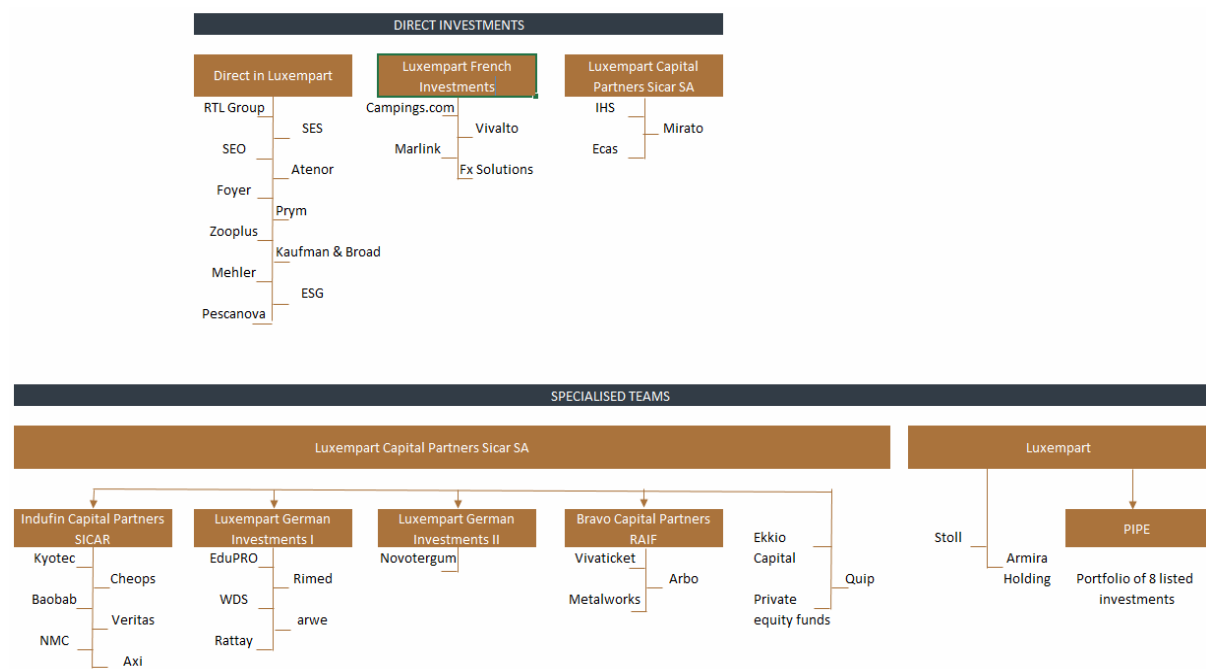 DIRECT INVESTMENTS
Direct in Luxempart
Luxempart French
Investments
Luxempart Capital
Partners Sicar SA
RTL Group
SES
SEO
Atenor
Foyer
Prym
Zooplus
Kaufman & Broad
Mehler
ESG
Pescanova
Campings.com
Vivalto
Marlink
Fx Solutions
IHS
Mirato
Ecas
SPECIALISED TEAMS
Luxempart Capital Partners Sicar SA
Luxempart
Indufin Capital Partners
SICAR
Luxempart German
Investments I
Luxempart German
Investments II
Bravo Capital Partners
RAIF
PIPE
Kyotec
Cheops
Baobab
Veritas
NMC
Axi
EduPRO
Rimed
WDS
arwe
Rattay
Novotergum
Vivaticket
Arbo
Metalworks
Ekkio
Capital
Quip
Private
equity funds
Stoll
Armira
Holding
Portfolio of 8 listed
investments